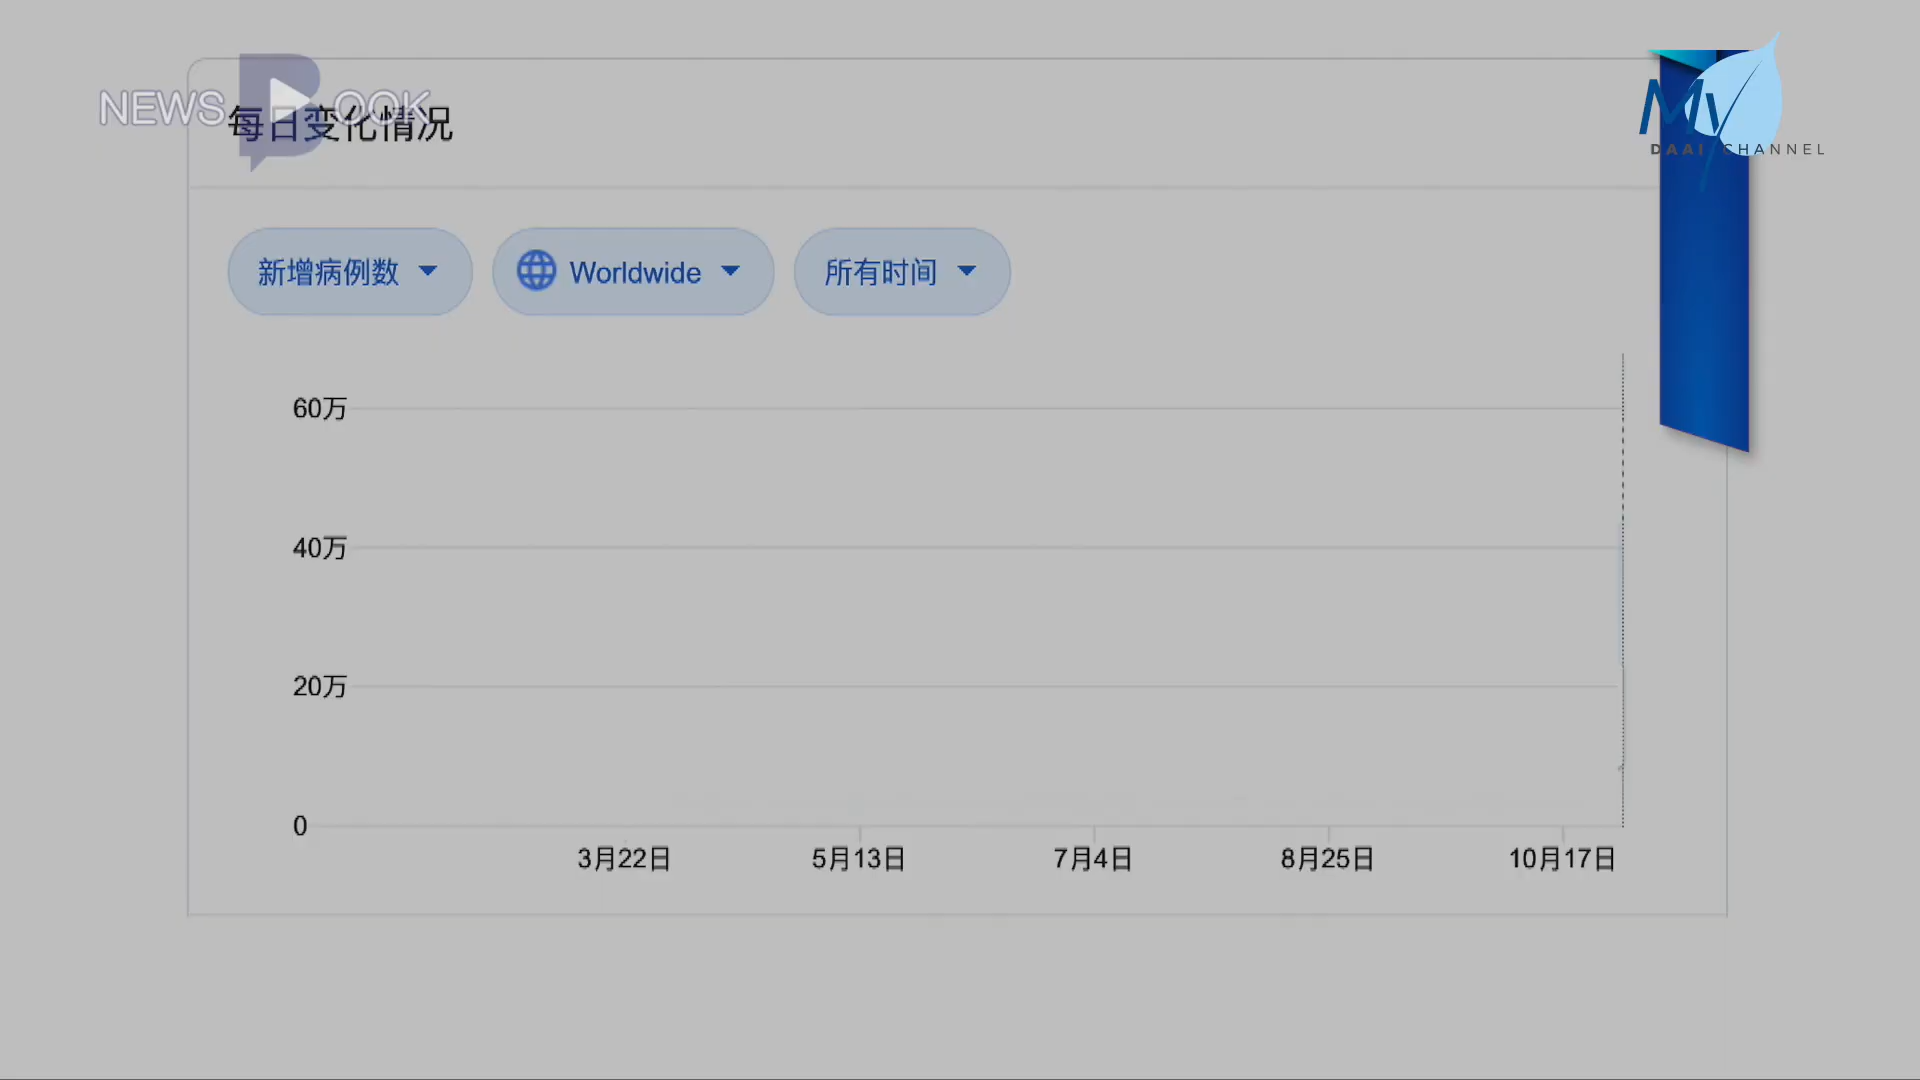 NEWS BOOK
每日变化情况
MY
DAAI CHANNEL
新增病例数
Worldwide
所有时间
60万
40万
20万
0
3月22日
5月13日
7月4日
8月25日
10月17日